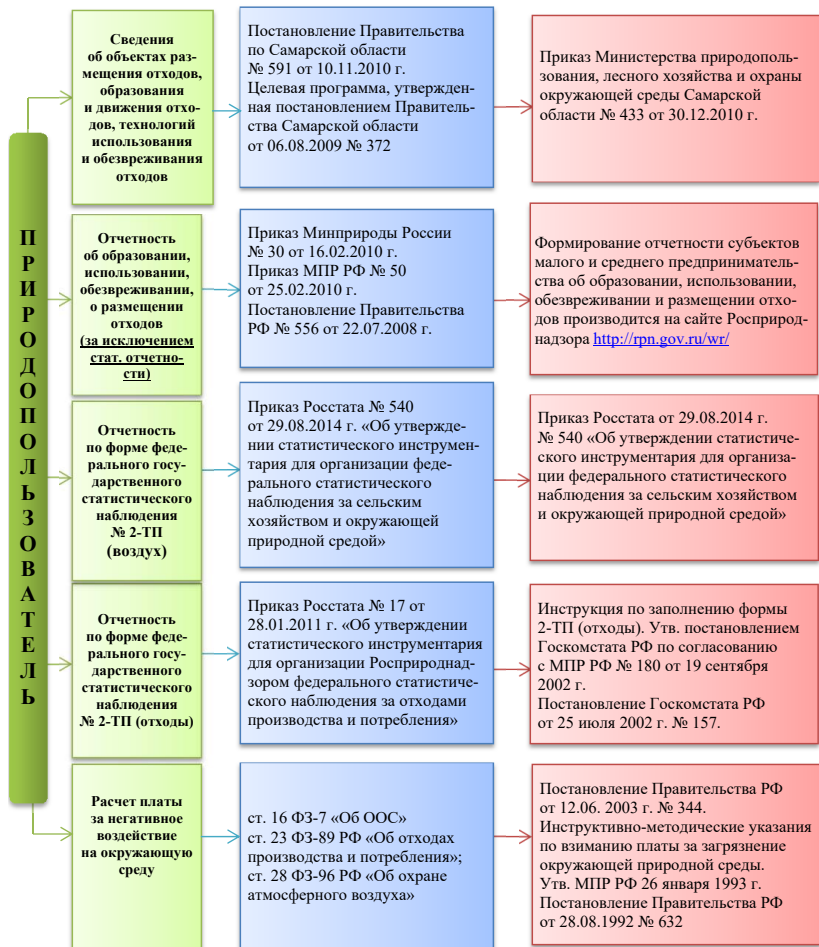 ПРИРОДОПОЛЬЗОВАТЕЛЬ
Сведения
об объектах раз-
мещения отходов,
образования
и движения отхо-
дов, технологий
использования
и обезвреживания
отходов
Постановление Правительства
по Самарской области
№ 591 от 10.11.2010 г.
Целевая программа, утвержден-
ная постановлением Правитель-
ства Самарской области
от 06.08.2009 № 372
Приказ Министерства природополь-
зования, лесного хозяйства и охраны
окружающей среды Самарской
области № 433 от 30.12.2010 г.
Отчетность
об образовании,
использовании,
обезвреживании,
о размещении
отходов
(за исключением
стат. отчетно-
сти)
Приказ Минприроды России
№ 30 от 16.02.2010 г.
Приказ МПР РФ № 50
от 25.02.2010 г.
Постановление Правительства
РФ № 556 от 22.07.2008 г.
Формирование отчетности субъектов
малого и среднего предприниматель-
ства об образовании, использовании,
обезвреживании и размещении отхо-
дов производится на сайте Росприрод-
надзора http://rpn.gov.ru/wr/
Отчетность
по форме феде-
рального госу-
дарственного
статистического
наблюдения
№ 2-ТП
(воздух)
Приказ Росстата № 540
от 29.08.2014 г. «Об утвержде-
нии статистического инструмен-
тария для организации феде-
рального статистического
наблюдения за сельским
хозяйством и окружающей
природной средой»
Приказ Росстата от 29.08.2014 г.
№ 540 «Об утверждении статистиче-
ского инструментария для организа-
ции федерального статистического
наблюдения за сельским хозяйством
и окружающей природной средой»
Отчетность
по форме феде-
рального госу-
дарственного
статистического
наблюдения
№ 2-ТП (отходы)
Приказ Росстата № 17 от
28.01.2011 г. «Об утверждении
статистического инструментария
для организации Росприроднад-
зором федерального статистиче-
ского наблюдения за отходами
производства и потребления»
Инструкция по заполнению формы
2-ТП (отходы). Утв. постановлением
Госкомстата РФ по согласованию
с МПР РФ № 180 от 19 сентября
2002 г.
Постановление Госкомстата РФ
от 25 июля 2002 г. № 157.
Расчет платы
за негативное
воздействие
на окружающую
среду
ст. 16 ФЗ-7 «Об ООС»
ст. 23 ФЗ-89 РФ «Об отходах
производства и потребления»;
ст. 28 ФЗ-96 РФ «Об охране
атмосферного воздуха»
Постановление Правительства РФ
от 12.06. 2003 г. № 344.
Инструктивно-методические указания
по взиманию платы за загрязнение
окружающей природной среды.
Утв. МПР РФ 26 января 1993 г.
Постановление Правительства РФ
от 28.08.1992 № 632